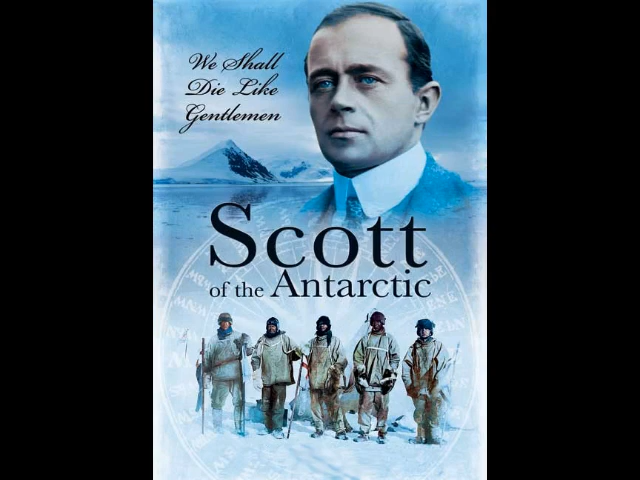 We Shall
Die Like
Gentlemen
Scott
of the Antarctic